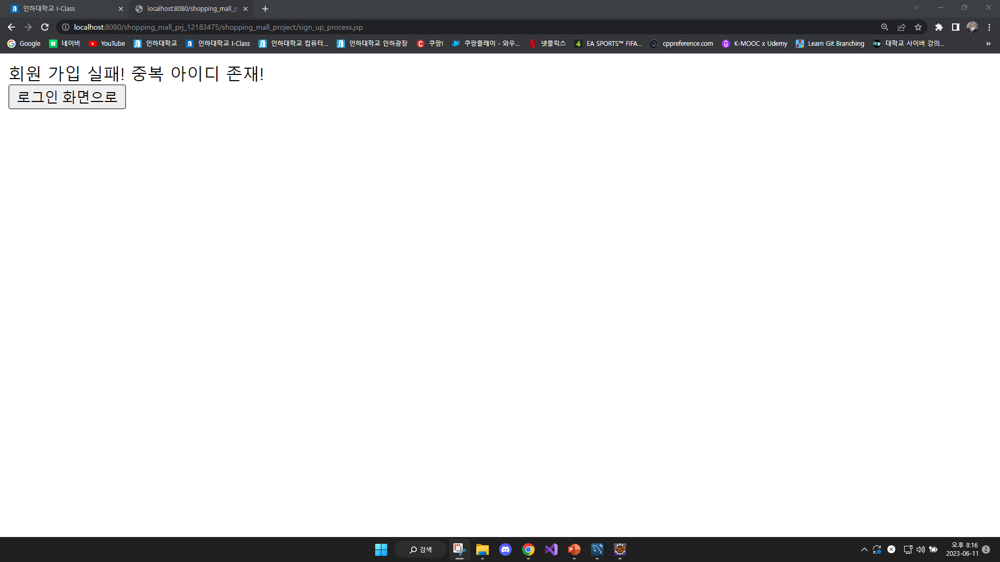 인하대학교 I-Class
localhost:8080/shopping_mall_p
localhost:8080/shopping_mall_prj_12183475/shopping_mall_project/sign_up_process.jsp
Google 네이버 YouTube 인하대학교 인하대학교 I-Class 인하대학교 컴퓨터... 인하대학교 인하광장 쿠팡! 쿠팡플레이 - 와우... 넷플릭스 EA SPORTS™ FIFA... cppreference.com K-MOOC x Udemy Learn Git Branching 대학교 사이버 강의... »
회원 가입 실패! 중복 아이디 존재!
로그인 화면으로
검색
오후 8:16
2023-06-11
2